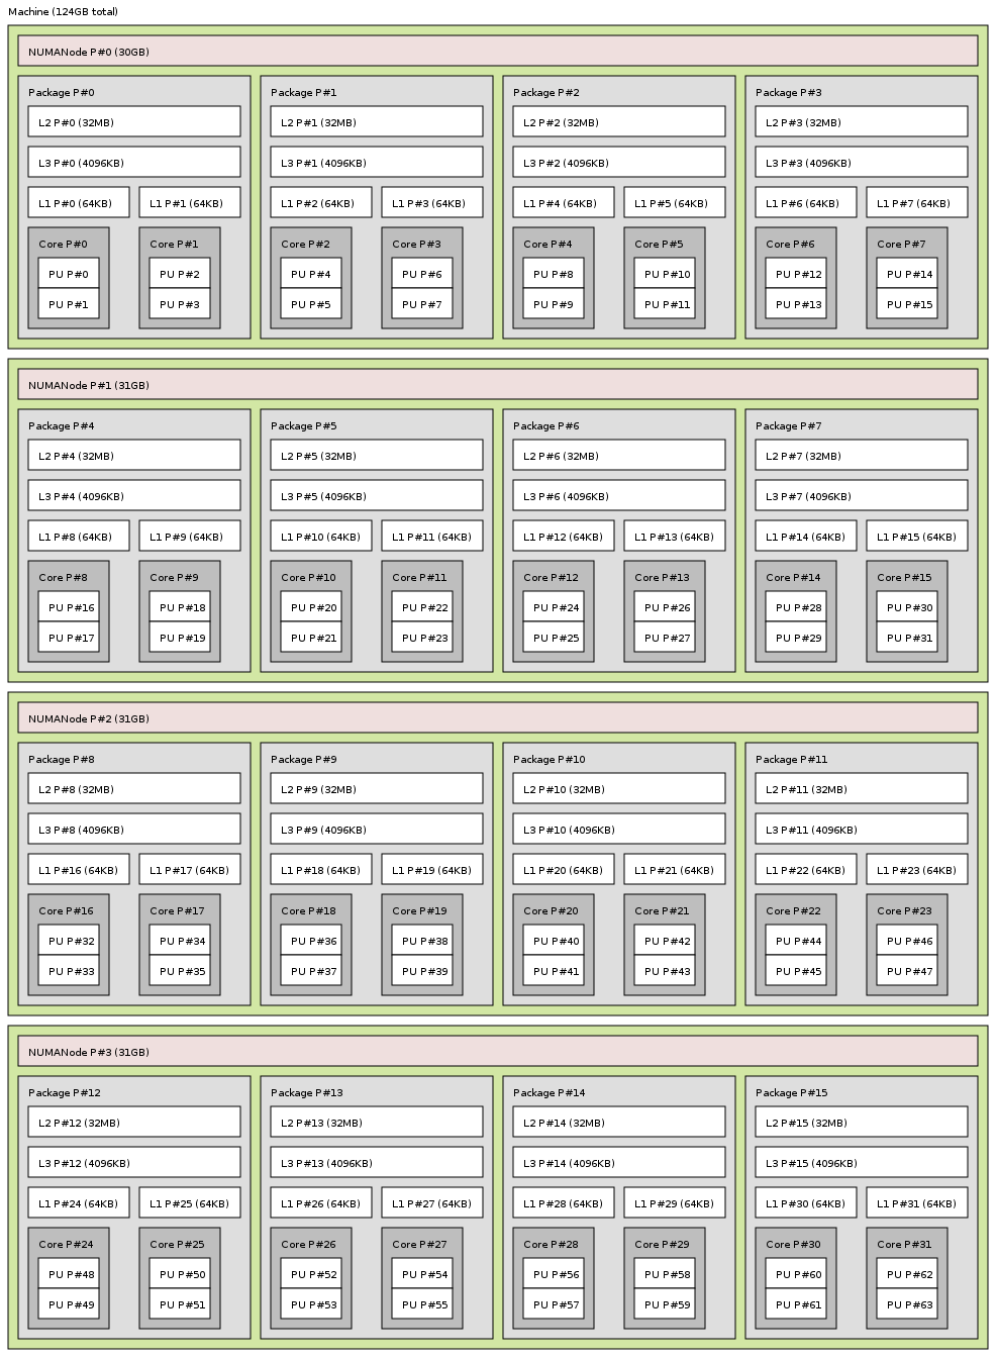 Machine (124GB total)
NUMANode P#0 (30GB)
Package P#0
L2 P#0 (32MB)
L3 P#0 (4096KB)
L1 P#0 (64KB)
L1 P#1 (64KB)
Core P#0
PU P#0
PU P#1
Core P#1
PU P#2
PU P#3
Package P#1
L2 P#1 (32MB)
L3 P#1 (4096KB)
L1 P#2 (64KB)
L1 P#3 (64KB)
Core P#2
PU P#4
PU P#5
Core P#3
PU P#6
PU P#7
Package P#2
L2 P#2 (32MB)
L3 P#2 (4096KB)
L1 P#4 (64KB)
L1 P#5 (64KB)
Core P#4
PU P#8
PU P#9
Core P#5
PU P#10
PU P#11
Package P#3
L2 P#3 (32MB)
L3 P#3 (4096KB)
L1 P#6 (64KB)
L1 P#7 (64KB)
Core P#6
PU P#12
PU P#13
Core P#7
PU P#14
PU P#15
NUMANode P#1 (31GB)
Package P#4
L2 P#4 (32MB)
L3 P#4 (4096KB)
L1 P#8 (64KB)
L1 P#9 (64KB)
Core P#8
PU P#16
PU P#17
Core P#9
PU P#18
PU P#19
Package P#5
L2 P#5 (32MB)
L3 P#5 (4096KB)
L1 P#10 (64KB)
L1 P#11 (64KB)
Core P#10
PU P#20
PU P#21
Core P#11
PU P#22
PU P#23
Package P#6
L2 P#6 (32MB)
L3 P#6 (4096KB)
L1 P#12 (64KB)
L1 P#13 (64KB)
Core P#12
PU P#24
PU P#25
Core P#13
PU P#26
PU P#27
Package P#7
L2 P#7 (32MB)
L3 P#7 (4096KB)
L1 P#14 (64KB)
L1 P#15 (64KB)
Core P#14
PU P#28
PU P#29
Core P#15
PU P#30
PU P#31
NUMANode P#2 (31GB)
Package P#8
L2 P#8 (32MB)
L3 P#8 (4096KB)
L1 P#16 (64KB)
L1 P#17 (64KB)
Core P#16
PU P#32
PU P#33
Core P#17
PU P#34
PU P#35
Package P#9
L2 P#9 (32MB)
L3 P#9 (4096KB)
L1 P#18 (64KB)
L1 P#19 (64KB)
Core P#18
PU P#36
PU P#37
Core P#19
PU P#38
PU P#39
Package P#10
L2 P#10 (32MB)
L3 P#10 (4096KB)
L1 P#20 (64KB)
L1 P#21 (64KB)
Core P#20
PU P#40
PU P#41
Core P#21
PU P#42
PU P#43
Package P#11
L2 P#11 (32MB)
L3 P#11 (4096KB)
L1 P#22 (64KB)
L1 P#23 (64KB)
Core P#22
PU P#44
PU P#45
Core P#23
PU P#46
PU P#47
NUMANode P#3 (31GB)
Package P#12
L2 P#12 (32MB)
L3 P#12 (4096KB)
L1 P#24 (64KB)
L1 P#25 (64KB)
Core P#24
PU P#48
PU P#49
Core P#25
PU P#50
PU P#51
Package P#13
L2 P#13 (32MB)
L3 P#13 (4096KB)
L1 P#26 (64KB)
L1 P#27 (64KB)
Core P#26
PU P#52
PU P#53
Core P#27
PU P#54
PU P#55
Package P#14
L2 P#14 (32MB)
L3 P#14 (4096KB)
L1 P#28 (64KB)
L1 P#29 (64KB)
Core P#28
PU P#56
PU P#57
Core P#29
PU P#58
PU P#59
Package P#15
L2 P#15 (32MB)
L3 P#15 (4096KB)
L1 P#30 (64KB)
L1 P#31 (64KB)
Core P#30
PU P#60
PU P#61
Core P#31
PU P#62
PU P#63